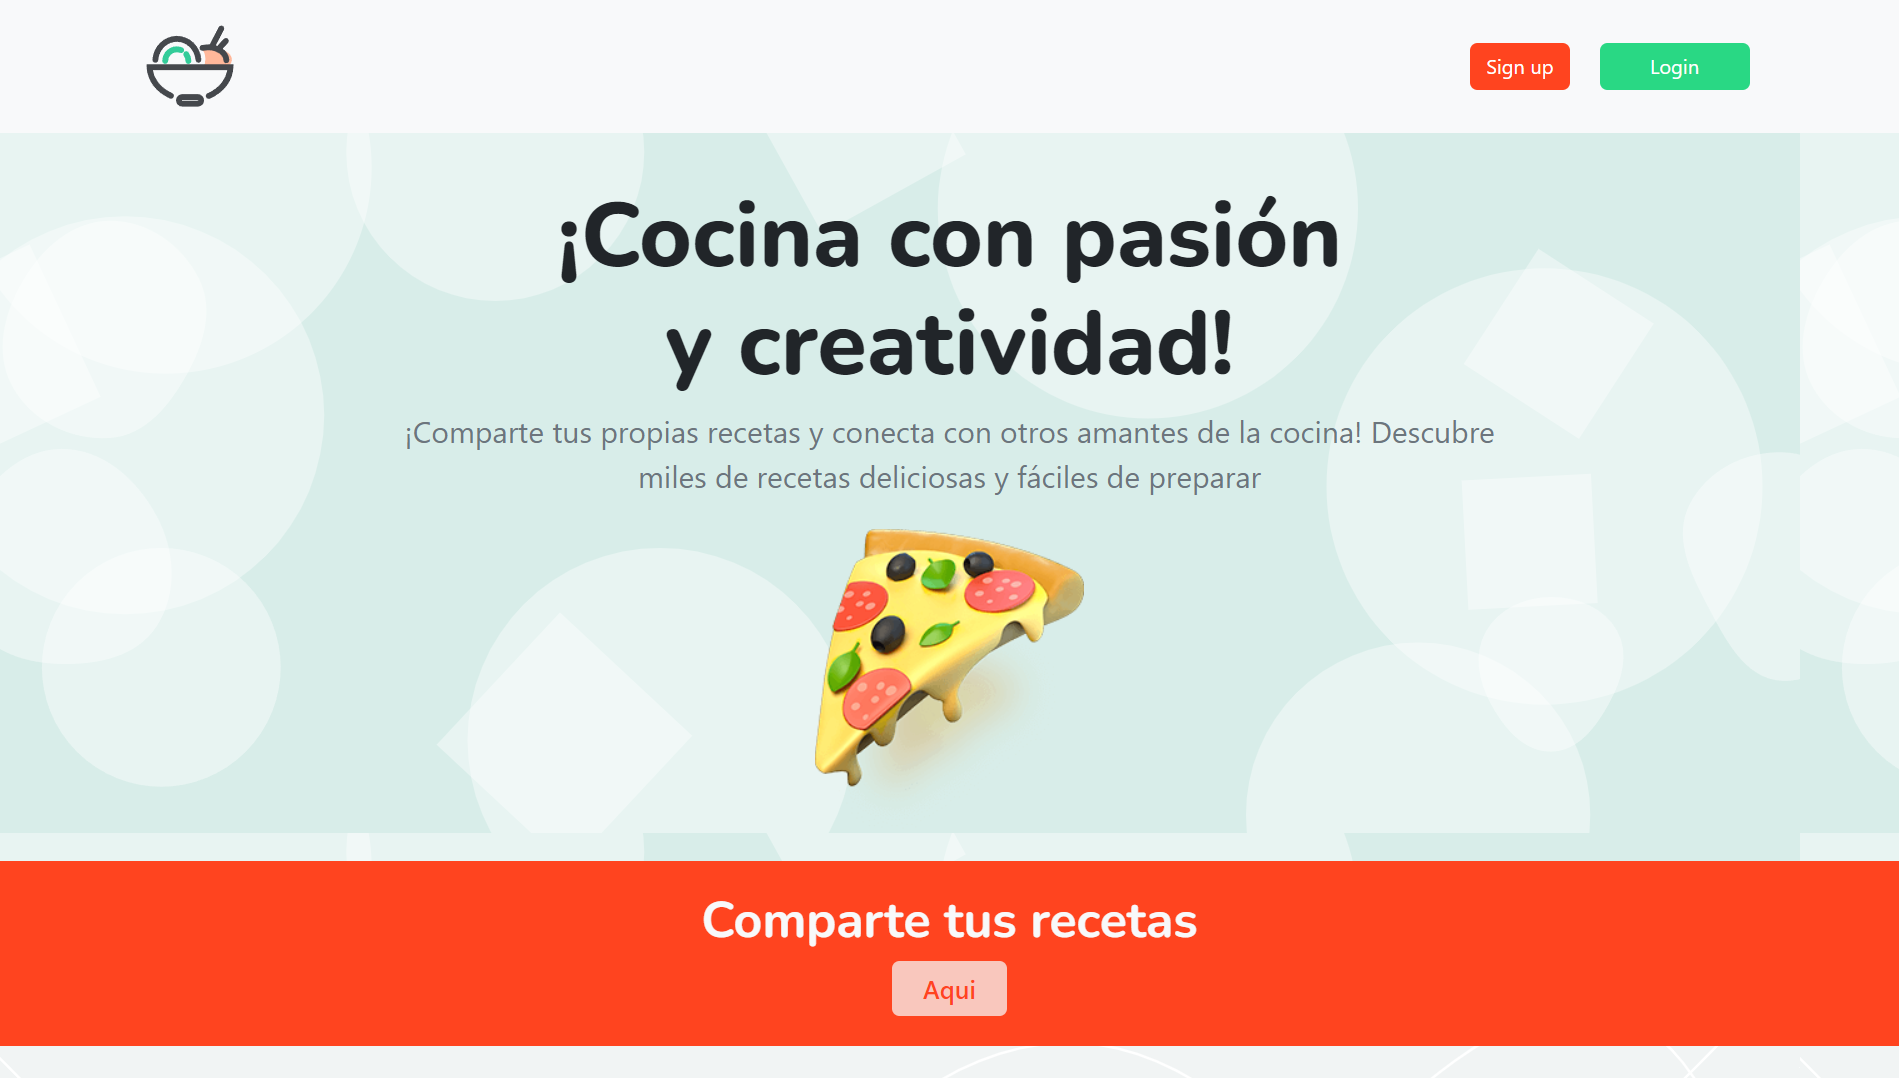 Sign up
Login
¡Cocina con pasión
y creatividad!
¡Comparte tus propias recetas y conecta con otros amantes de la cocina! Descubre
miles de recetas deliciosas y fáciles de preparar
Comparte tus recetas
Aqui